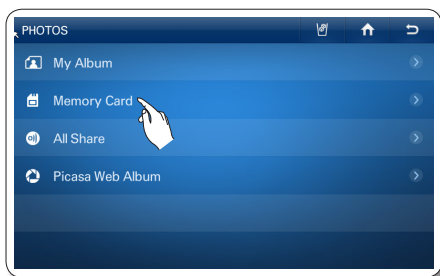 PHOTOS
My Album
Memory Card
All Share
Picasa Web Album